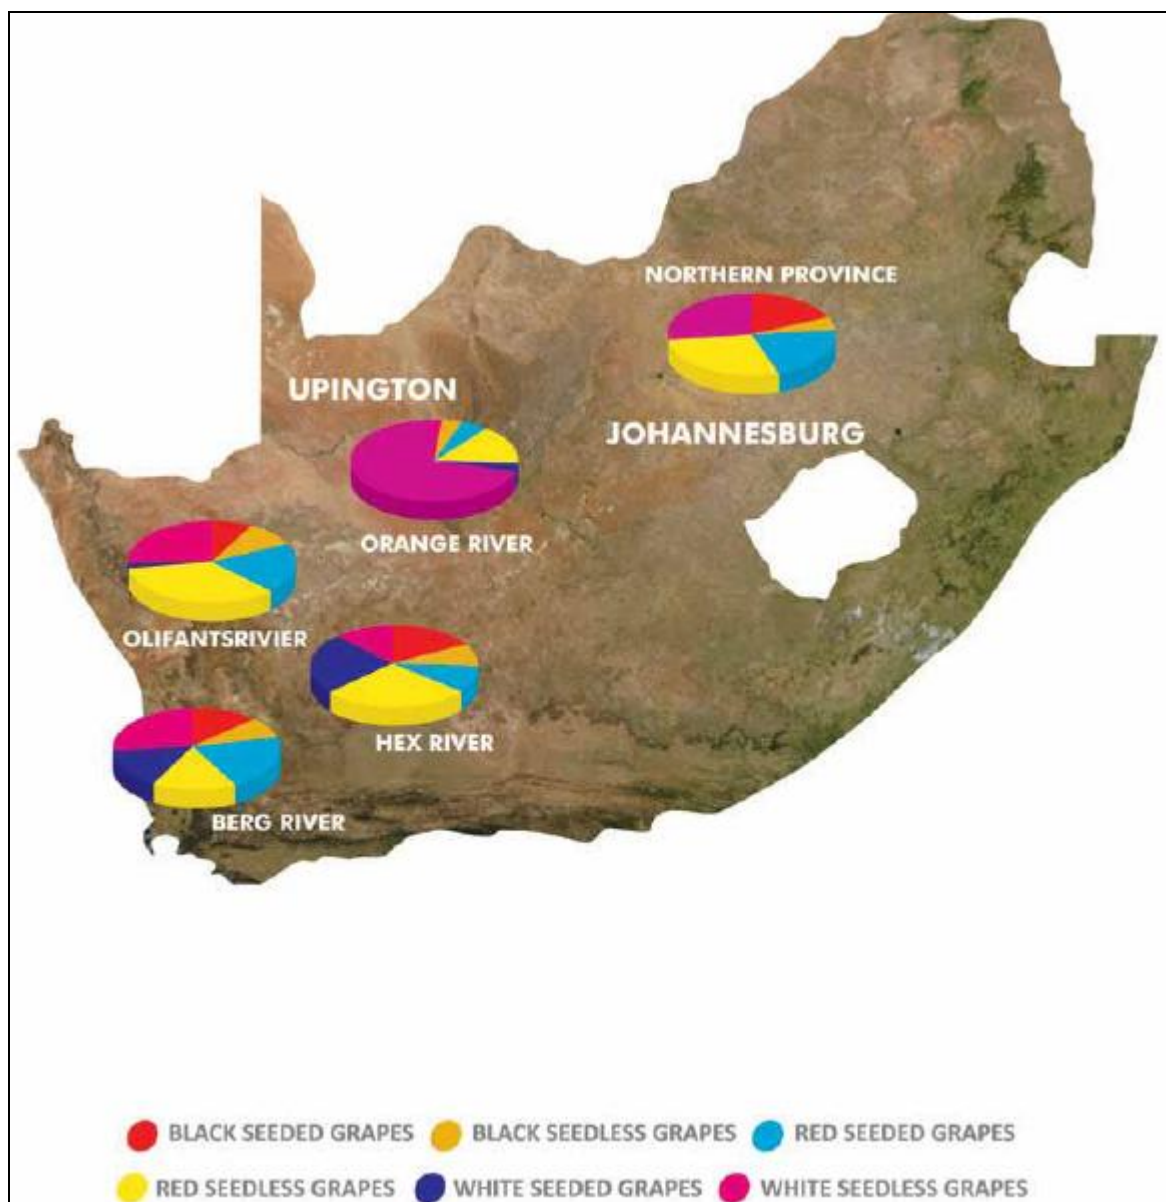 NORTHERN PROVINCE
UPINGTON
JOHANNESBURG
ORANGE RIVER
OLIFANTSRIVIER
HEX RIVER
BERG RIVER
BLACK SEEDED GRAPES BLACK SEEDLESS GRAPES RED SEEDED GRAPES
RED SEEDLESS GRAPES WHITE SEEDED GRAPES WHITE SEEDLESS GRAPES